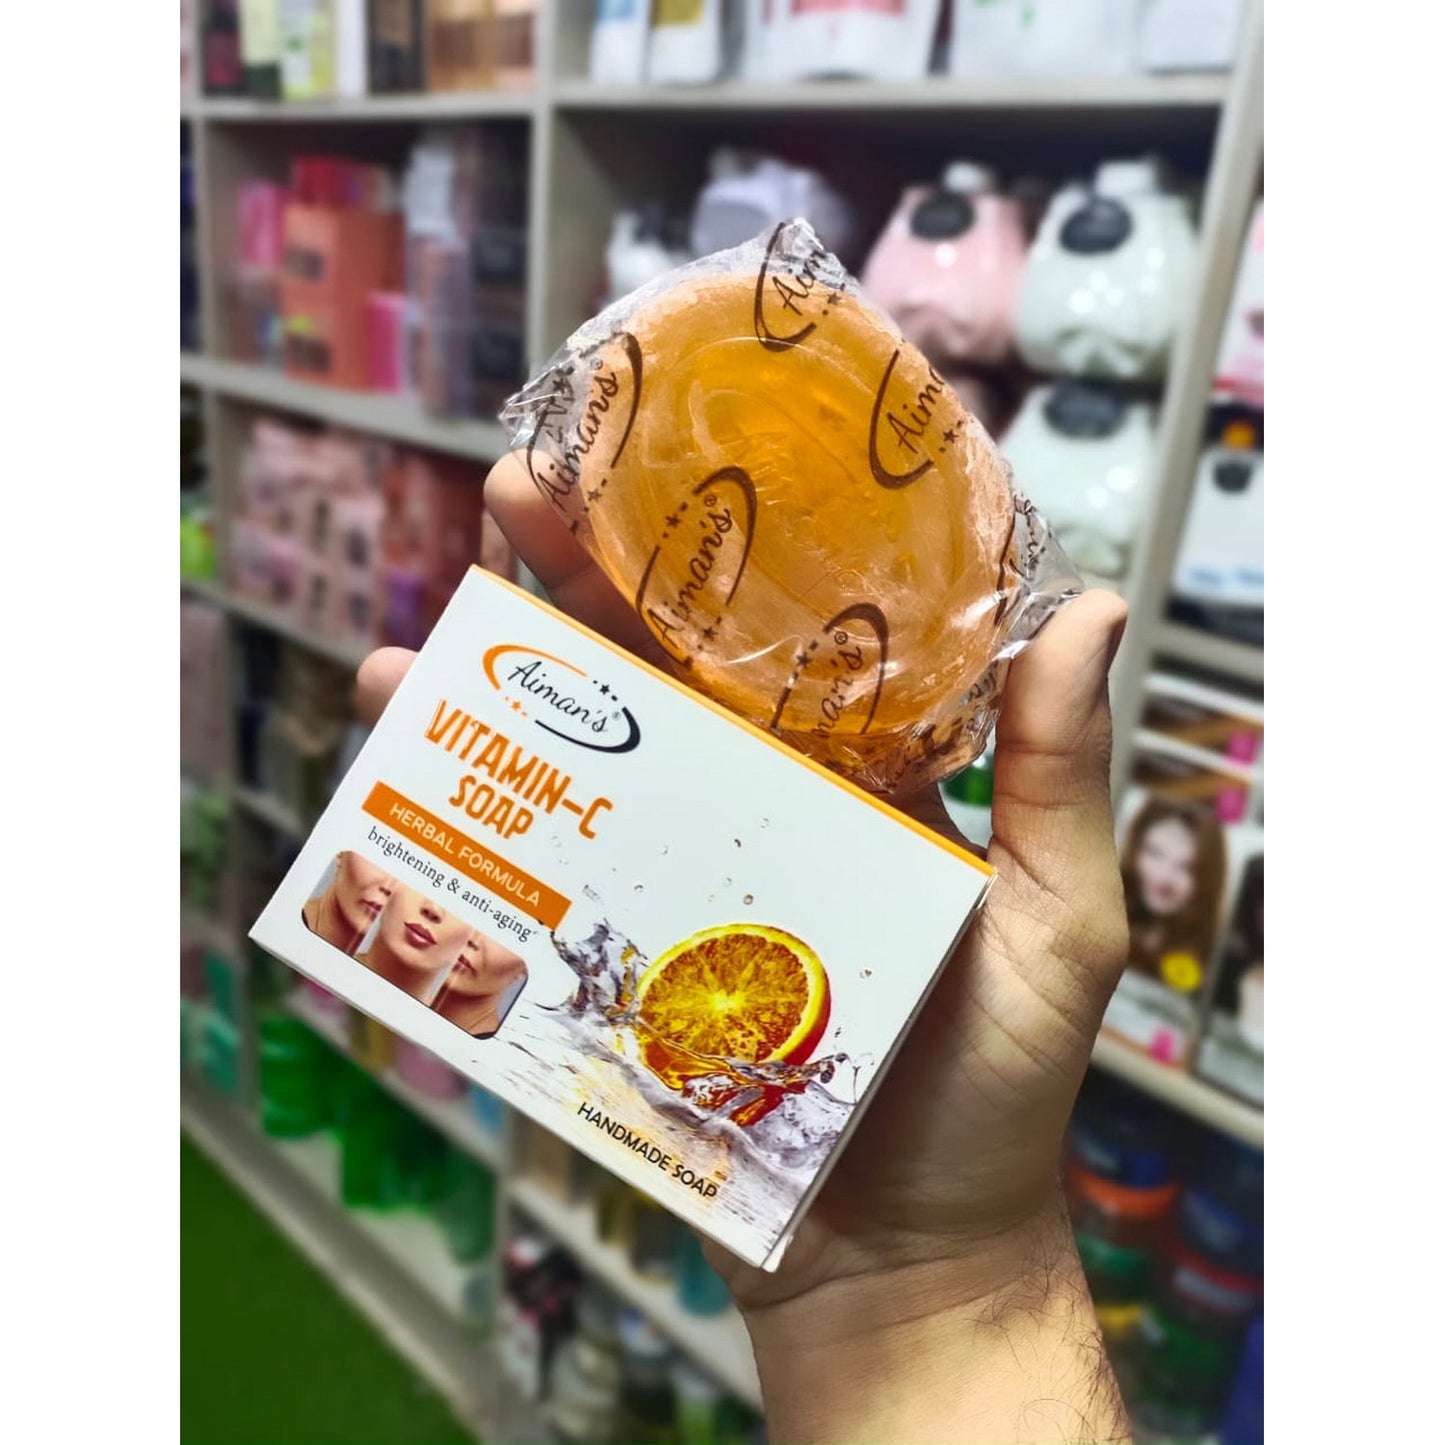 Aiman's®
Aiman's®
Aiman's®
Aiman's®
VITAMIN-C
SOAP
HERBAL FORMULA
brightening & anti-aging
HANDMADE SOAP